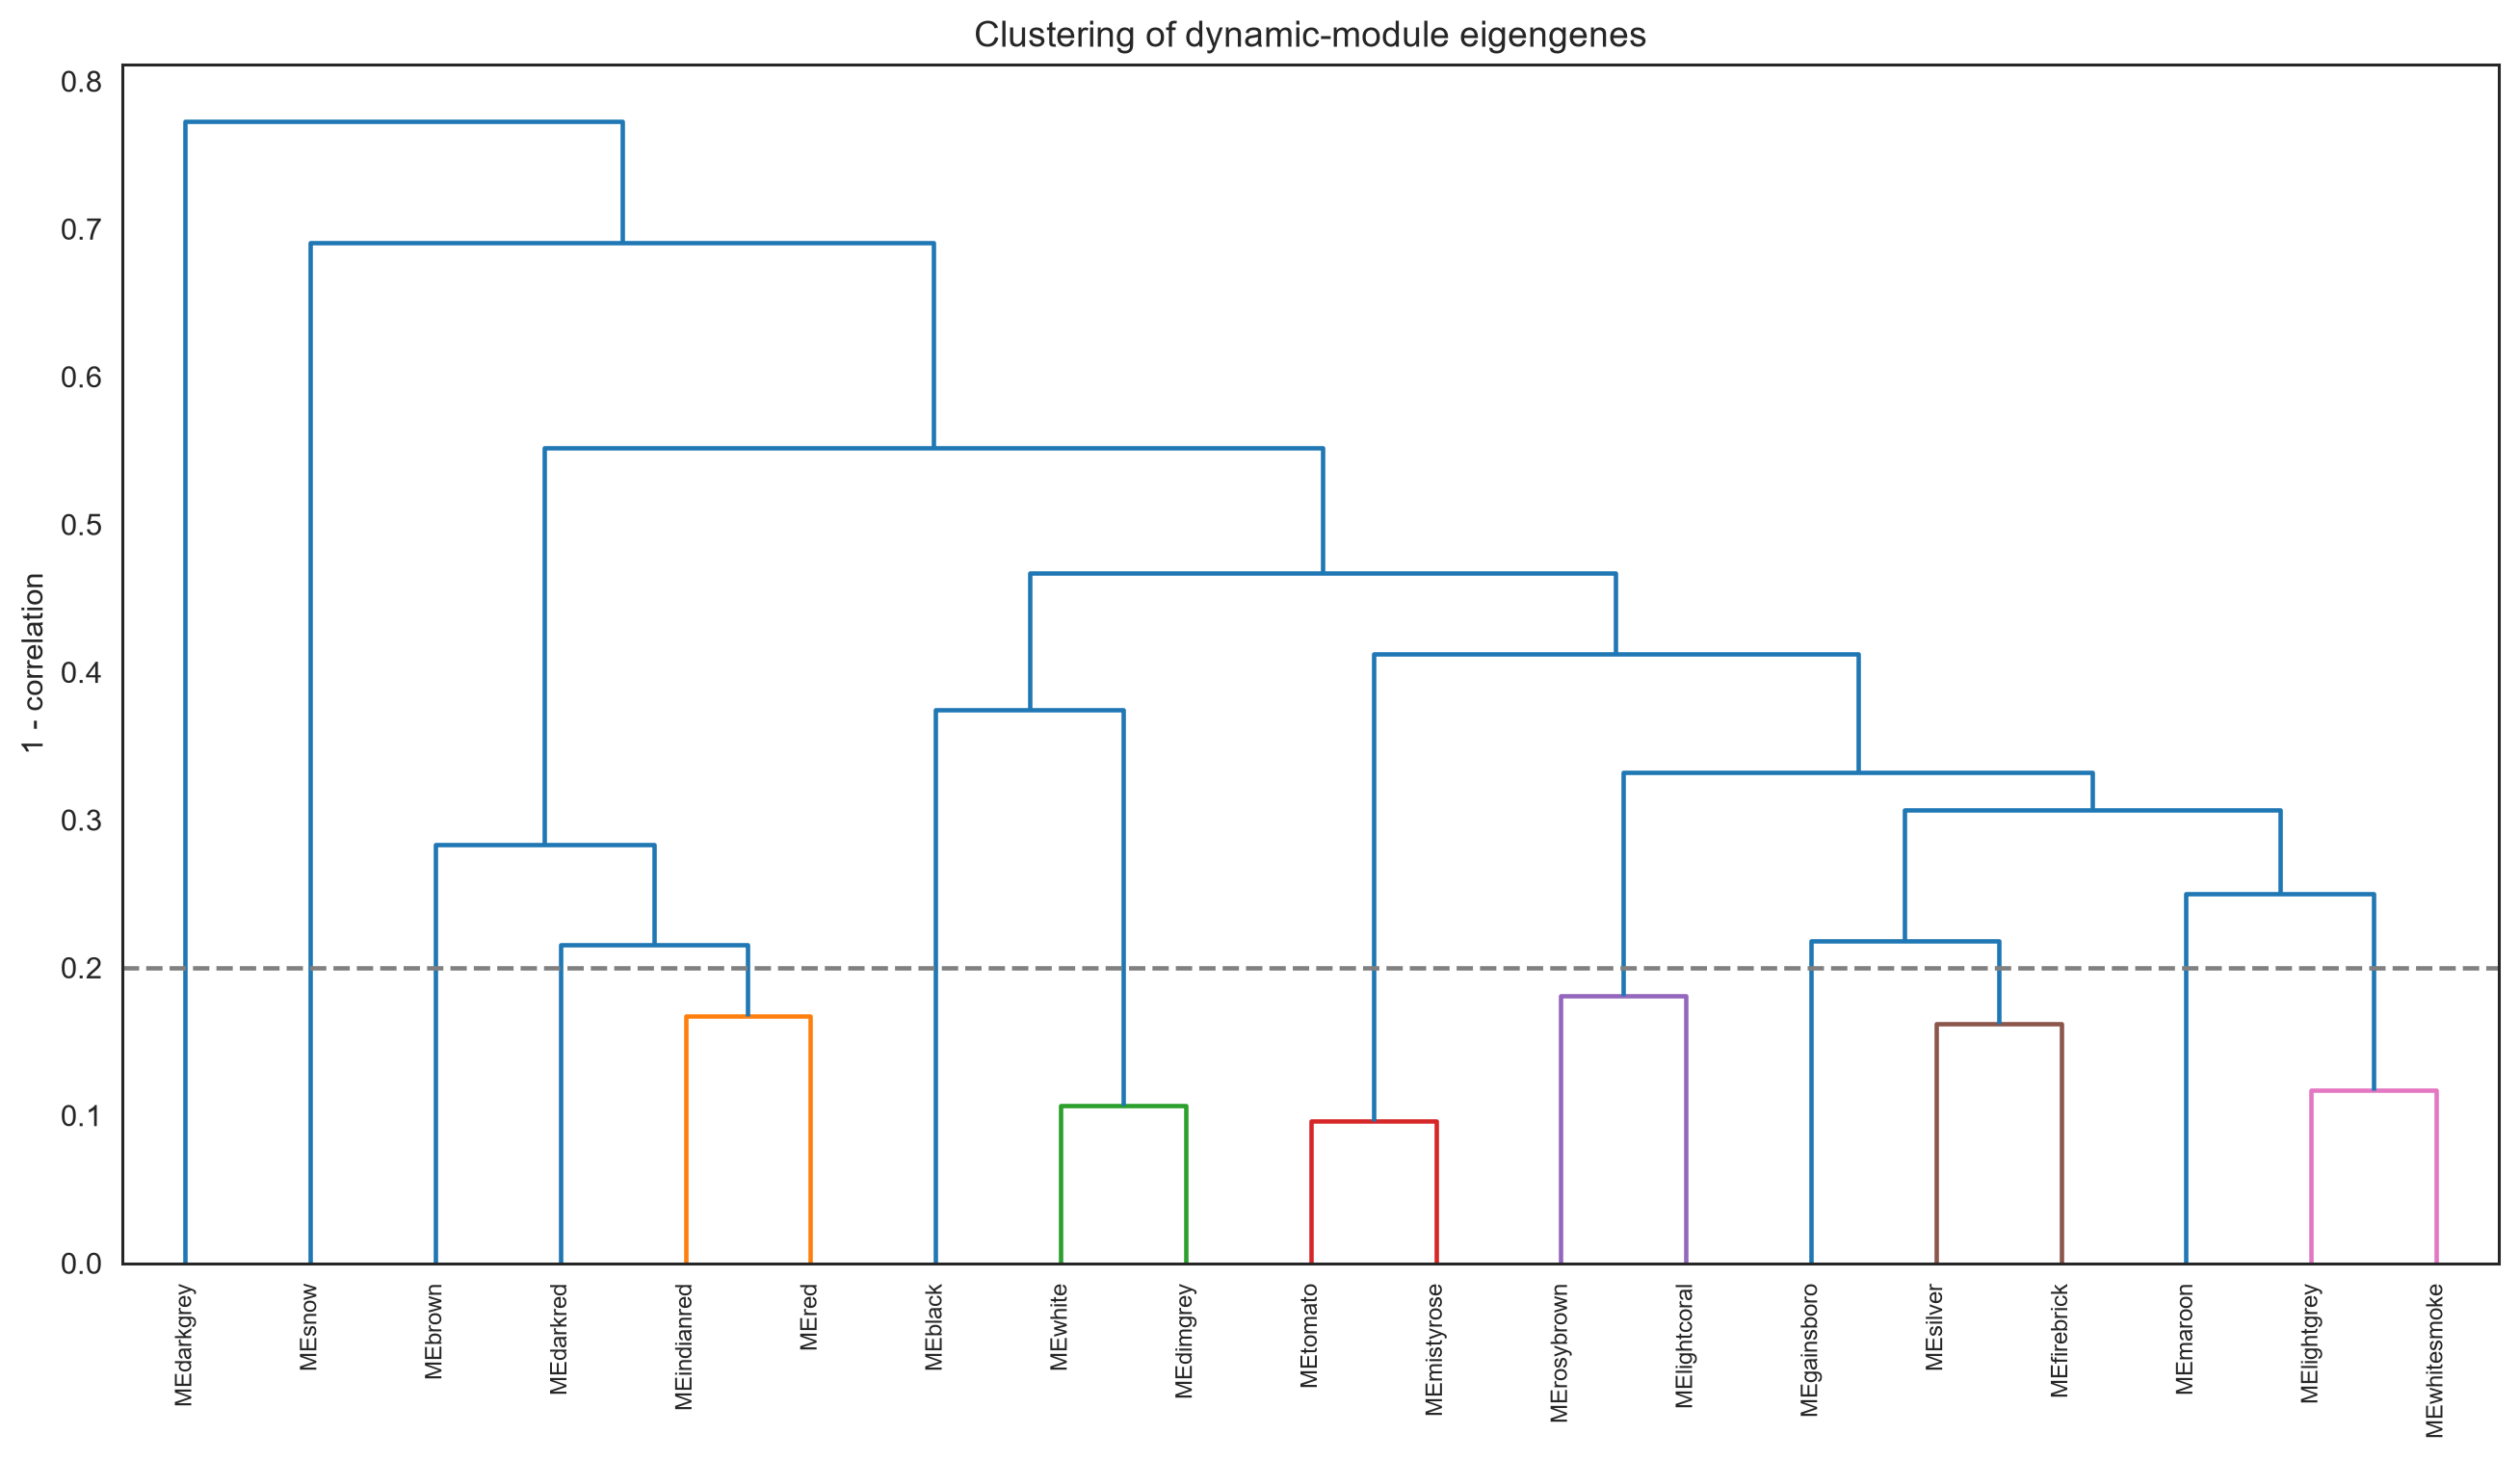 Clustering of dynamic-module eigengenes
1 - correlation
0.8
0.7
0.6
0.5
0.4
0.3
0.2
0.1
0.0
MEdarkgrey
MEsnow
MEbrown
MEdarkred
MEindianred
MEred
MEblack
MEwhite
MEdimgrey
MEtomato
MEmistyrose
MErosybrown
MElightcoral
MEgainsboro
MEsilver
MEfirebrick
MEmaroon
MElightgrey
MEwhitesmoke